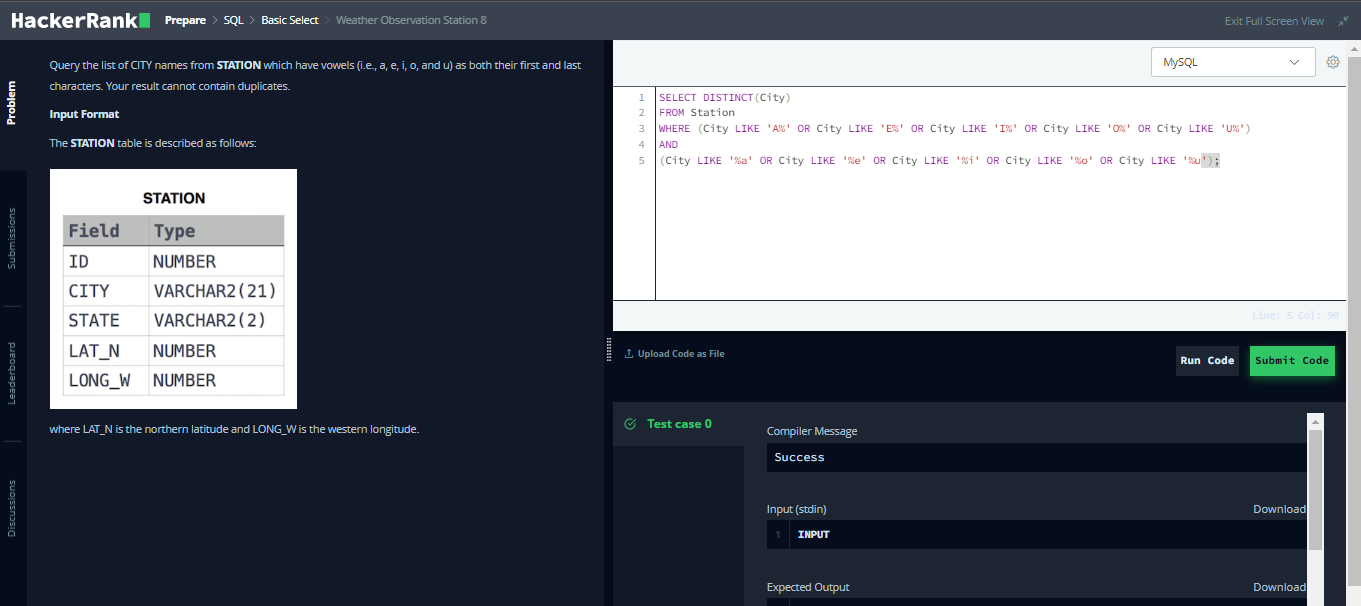 HackerRank Prepare > SQL > Basic Select > Weather Observation Station 8 Exit Full Screen View
Problem
Submissions
Leaderboard
Discussions
Query the list of CITY names from STATION which have vowels (i.e., a, e, i, o, and u) as both their first and last
characters. Your result cannot contain duplicates.
Input Format
The STATION table is described as follows:
STATION
Field Type
ID NUMBER
CITY VARCHAR2(21)
STATE VARCHAR2(2)
LAT_N NUMBER
LONG_W NUMBER
where LAT_N is the northern latitude and LONG_W is the western longitude.
MySQL
1 SELECT DISTINCT(City)
2 FROM Station
3 WHERE (City LIKE 'A%' OR City LIKE 'E%' OR City LIKE 'I%' OR City LIKE 'O%' OR City LIKE 'U%')
4 AND
5 (City LIKE '%a' OR City LIKE '%e' OR City LIKE '%i' OR City LIKE '%o' OR City LIKE '%u');
Line: 5 Col: 90
Upload Code as File
Run Code
Submit Code
Test case 0
Compiler Message
Success
Input (stdin) Download
1 INPUT
Expected Output Download